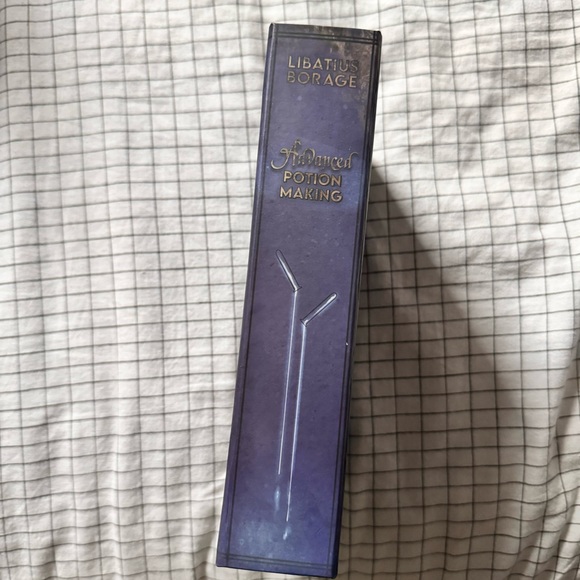 LIBATIUS
BORAGE
Advanced
POTION
MAKING